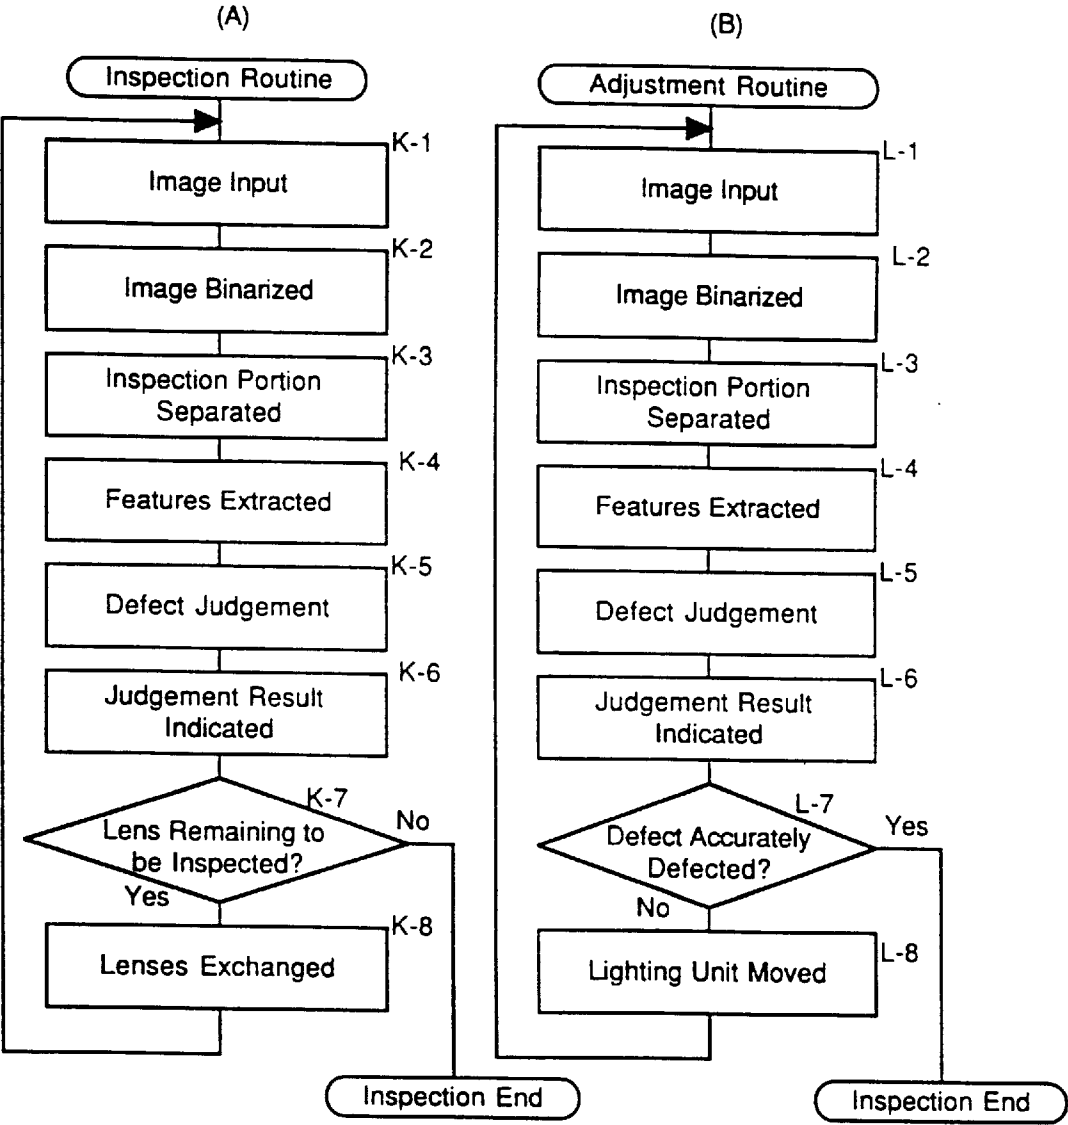 (A)
Inspection Routine
K-1
Image Input
K-2
Image Binarized
K-3
Inspection Portion
Separated
K-4
Features Extracted
K-5
Defect Judgement
K-6
Judgement Result
Indicated
K-7
Lens Remaining to
be Inspected?
No
Yes
K-8
Lenses Exchanged
Inspection End
(B)
Adjustment Routine
L-1
Image Input
L-2
Image Binarized
L-3
Inspection Portion
Separated
L-4
Features Extracted
L-5
Defect Judgement
L-6
Judgement Result
Indicated
L-7
Defect Accurately
Defected?
Yes
No
L-8
Lighting Unit Moved
Inspection End